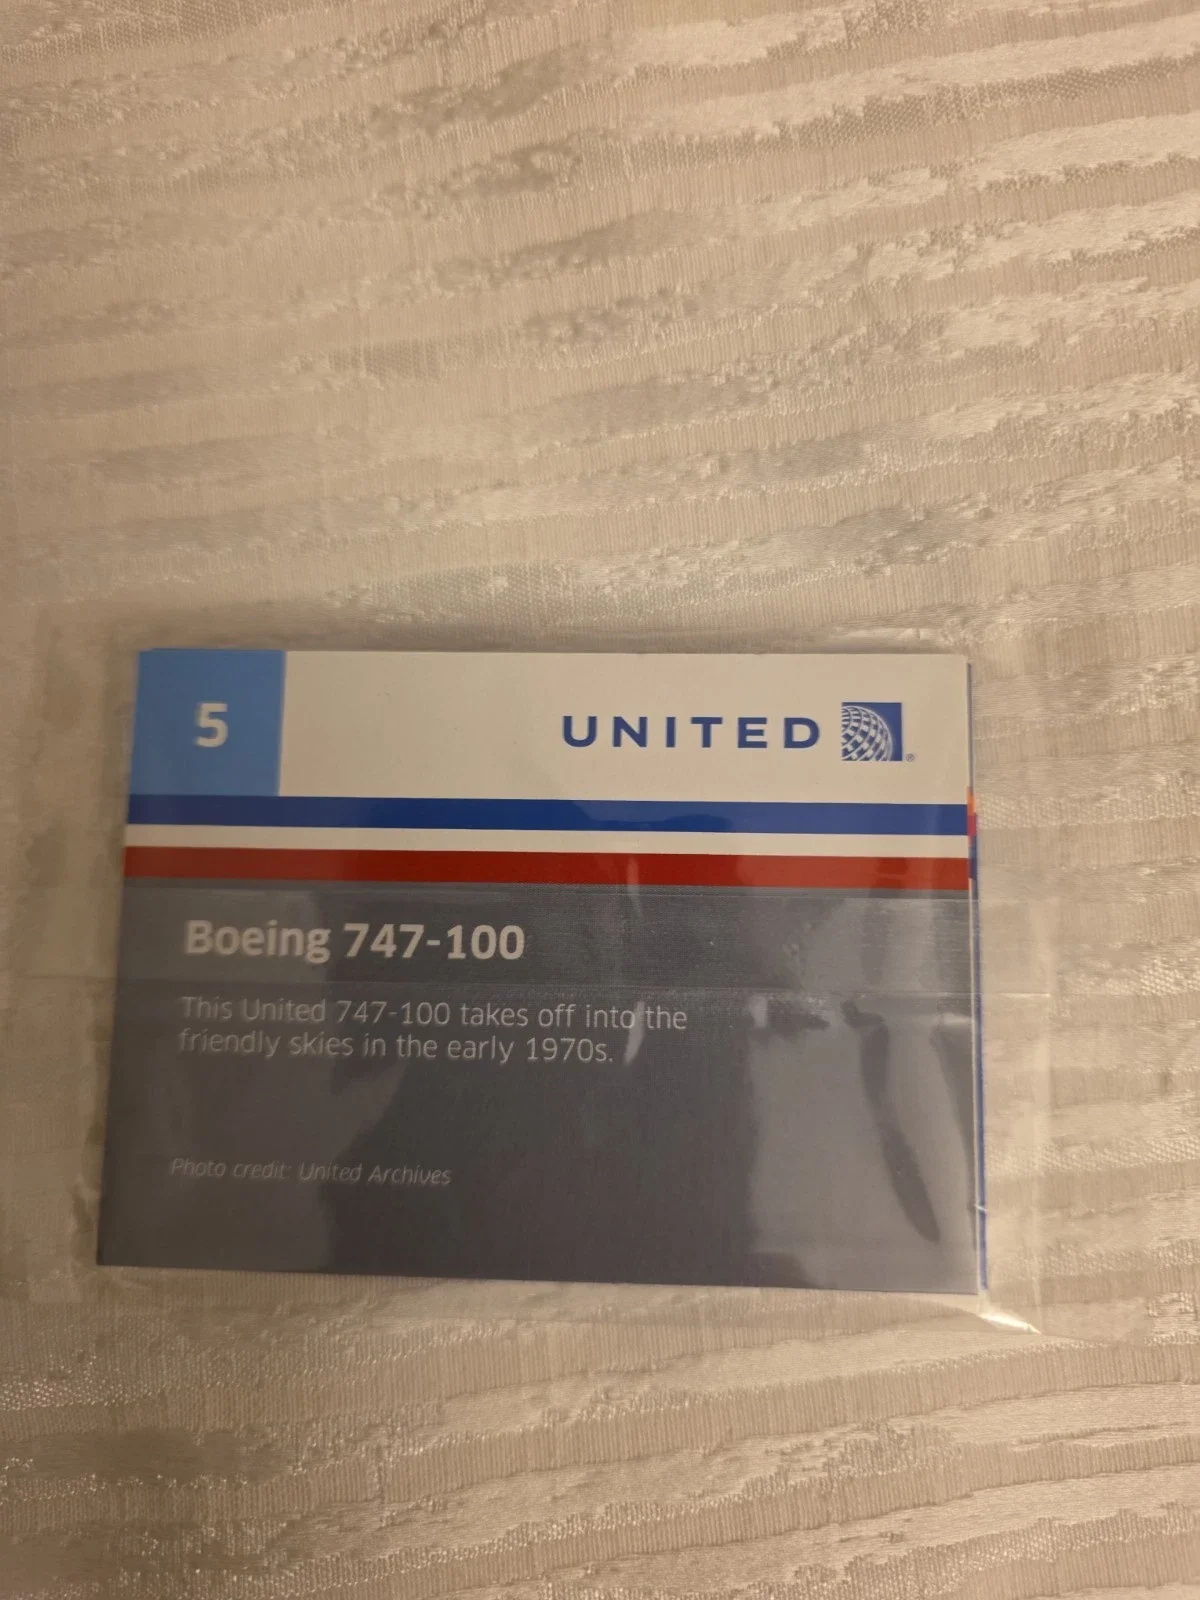 5
UNITED ®
Boeing 747-100
This United 747-100 takes off into the
friendly skies in the early 1970s.
Photo credit: United Archives